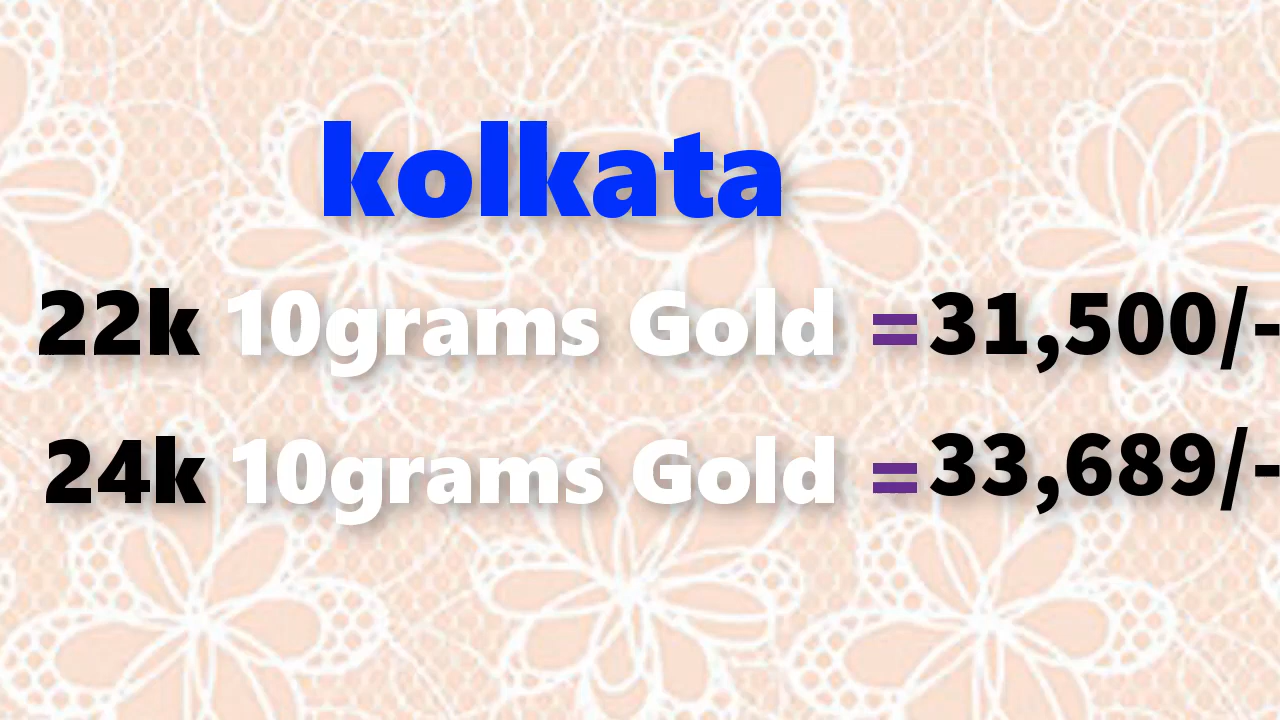 kolkata
22k 10grams Gold =31,500/-
24k 10grams Gold =33,689/-